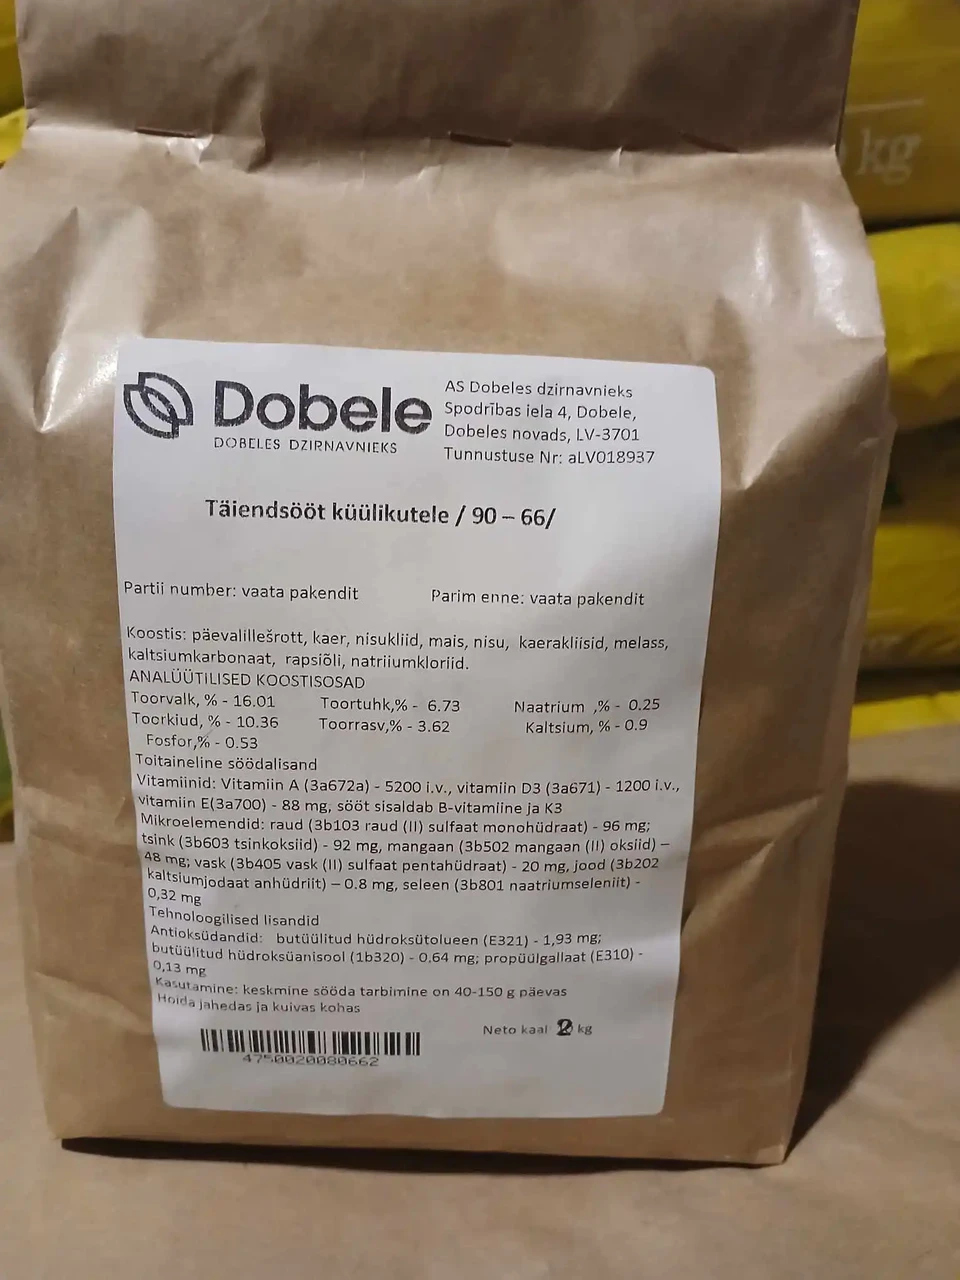 kg
Dobele
DOBELES DZIRNAVNIEKS
AS Dobeles dzirnavnieks
Spodrības iela 4, Dobele,
Dobeles novads, LV-3701
Tunnustuse Nr: aLV018937
Täiendsööt küülikutele / 90 – 66/
Partii number: vaata pakendit Parim enne: vaata pakendit
Koostis: päevalillešrott, kaer, nisukliid, mais, nisu, kaerakliisid, melass,
kaltsiumkarbonaat, rapsiõli, natriiumkloriid.
ANALÜÜTILISED KOOSTISOSAD
Toorvalk, % - 16.01 Toortuhk,% - 6.73 Naatrium ,% - 0.25
Toorkiud, % - 10.36 Toorrasv,% - 3.62 Kaltsium, % - 0.9
Fosfor,% - 0.53
Toitaineline söödalisand
Vitamiinid: Vitamiin A (3a672a) - 5200 i.v., vitamiin D3 (3a671) - 1200 i.v.,
vitamiin E(3a700) - 88 mg, sööt sisaldab B-vitamiine ja K3
Mikroelemendid: raud (3b103 raud (II) sulfaat monohüdraat) - 96 mg;
tsink (3b603 tsinkoksiid) - 92 mg, mangaan (3b502 mangaan (II) oksiid) –
48 mg; vask (3b405 vask (II) sulfaat pentahüdraat) - 20 mg, jood (3b202
kaltsiumjodaat anhüdriit) – 0.8 mg, seleen (3b801 naatriumseleniit) -
0,32 mg
Tehnoloogilised lisandid
Antioksüdandid: butüülitud hüdroksütolueen (E321) - 1,93 mg;
butüülitud hüdroksüanisool (1b320) - 0,64 mg; propüülgallaat (E310) -
0,13 mg
Kasutamine: keskmine sööda tarbimine on 40-150 g päevas
Hoida jahedas ja kuivas kohas
Neto kaal 2 kg
4750020080662